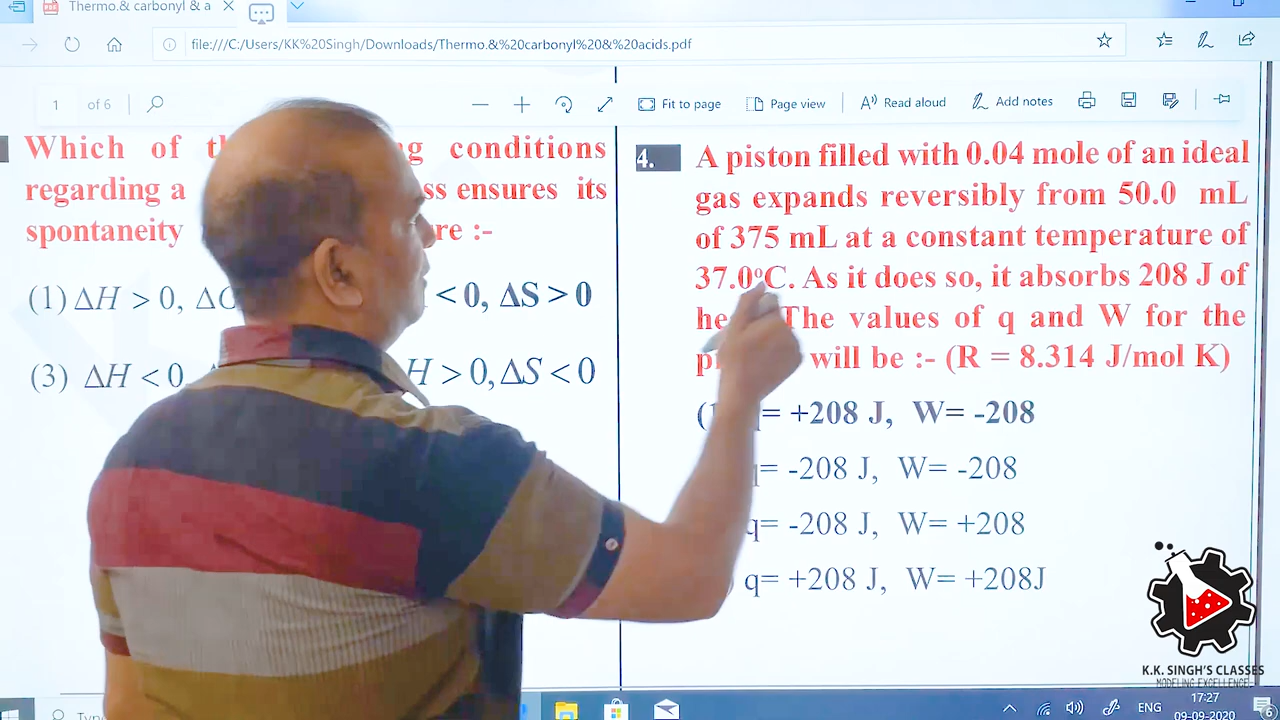 Thermo.& carbonyl & a
file:///C:/Users/KK%20Singh/Downloads/Thermo.&%20carbonyl%20&%20acids.pdf
1 of 6
Fit to page
Page view
Read aloud
Add notes
Which of conditions
regarding a ensures its
spontaneity
(1) ΔH > 0, < 0, ΔS > 0
(3) ΔH < 0 H > 0, ΔS < 0
4. A piston filled with 0.04 mole of an ideal
gas expands reversibly from 50.0 mL
of 375 mL at a constant temperature of
37.0°C. As it does so, it absorbs 208 J of
The values of q and W for the
will be :- (R = 8.314 J/mol K)
= +208 J, W= -208
= -208 J, W= -208
q= -208 J, W= +208
q= +208 J, W= +208J
K.K. SINGH'S CLASSES
MODELING EXCELLENCE!
ENG
17:27
09-09-2020
6